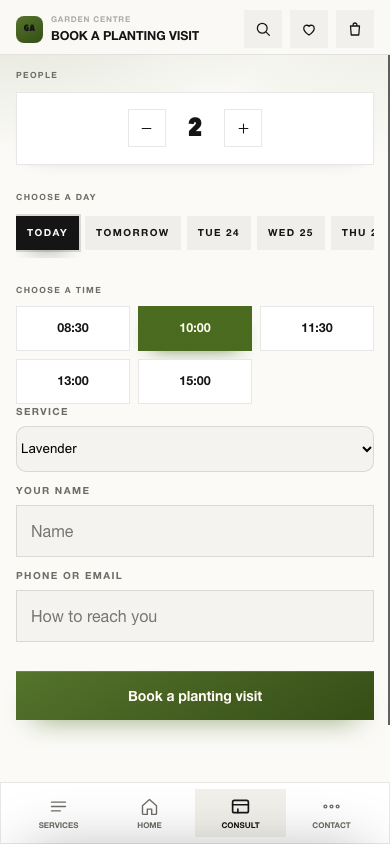 GA
GARDEN CENTRE
BOOK A PLANTING VISIT
PEOPLE
− 2 +
CHOOSE A DAY
TODAY TOMORROW TUE 24 WED 25 THU 2
CHOOSE A TIME
08:30 10:00 11:30
13:00 15:00
SERVICE
Lavender
YOUR NAME
Name
PHONE OR EMAIL
How to reach you
Book a planting visit
SERVICES HOME CONSULT CONTACT